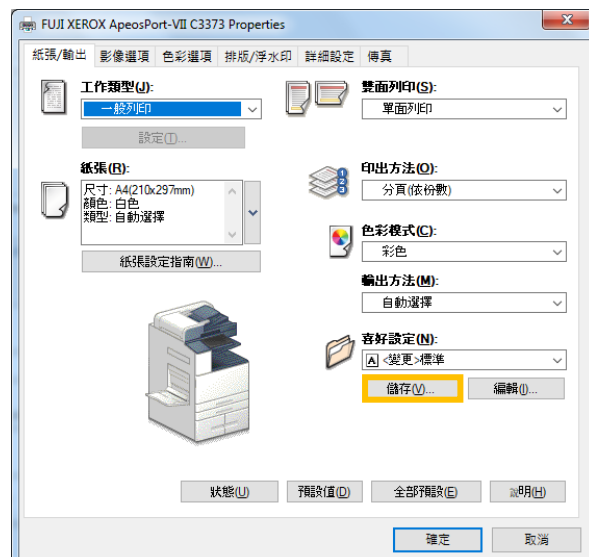 FUJI XEROX ApeosPort-VII C3373 Properties
紙張/輸出 影像選項 色彩選項 排版/浮水印 詳細設定 傳真
工作類型(J):
一般列印
設定(T)...
紙張(R):
尺寸: A4(210x297mm)
顏色: 白色
類型: 自動選擇
紙張設定指南(W)...
雙面列印(S):
單面列印
印出方法(O):
分頁(依份數)
1
2
3
色彩模式(C):
彩色
輸出方法(M):
自動選擇
喜好設定(N):
A <變更>標準
儲存(V)... 編輯(I)...
狀態(U) 預設值(D) 全部預設(E) 說明(H)
確定 取消